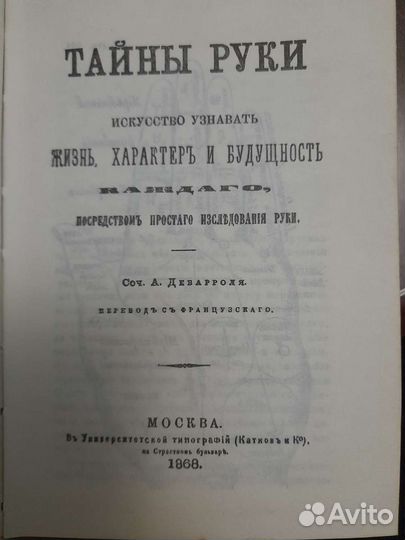 ТАЙНЫ РУКИ
ИСКУССТВО УЗНАВАТЬ
ЖИЗНЬ, ХАРАКТЕРЪ И БУДУЩНОСТЬ
КАЖДАГО,
ПОСРЕДСТВОМЪ ПРОСТАГО ИЗСЛѢДОВАНІЯ РУКИ.
Соч. А. Дебарроля.
ПЕРЕВОДЪ СЪ ФРАНЦУЗСКАГО.
МОСКВА.
Въ Университетской типографіи (Катковъ и Ко),
на Страстномъ бульварѣ.
1868.
Avito